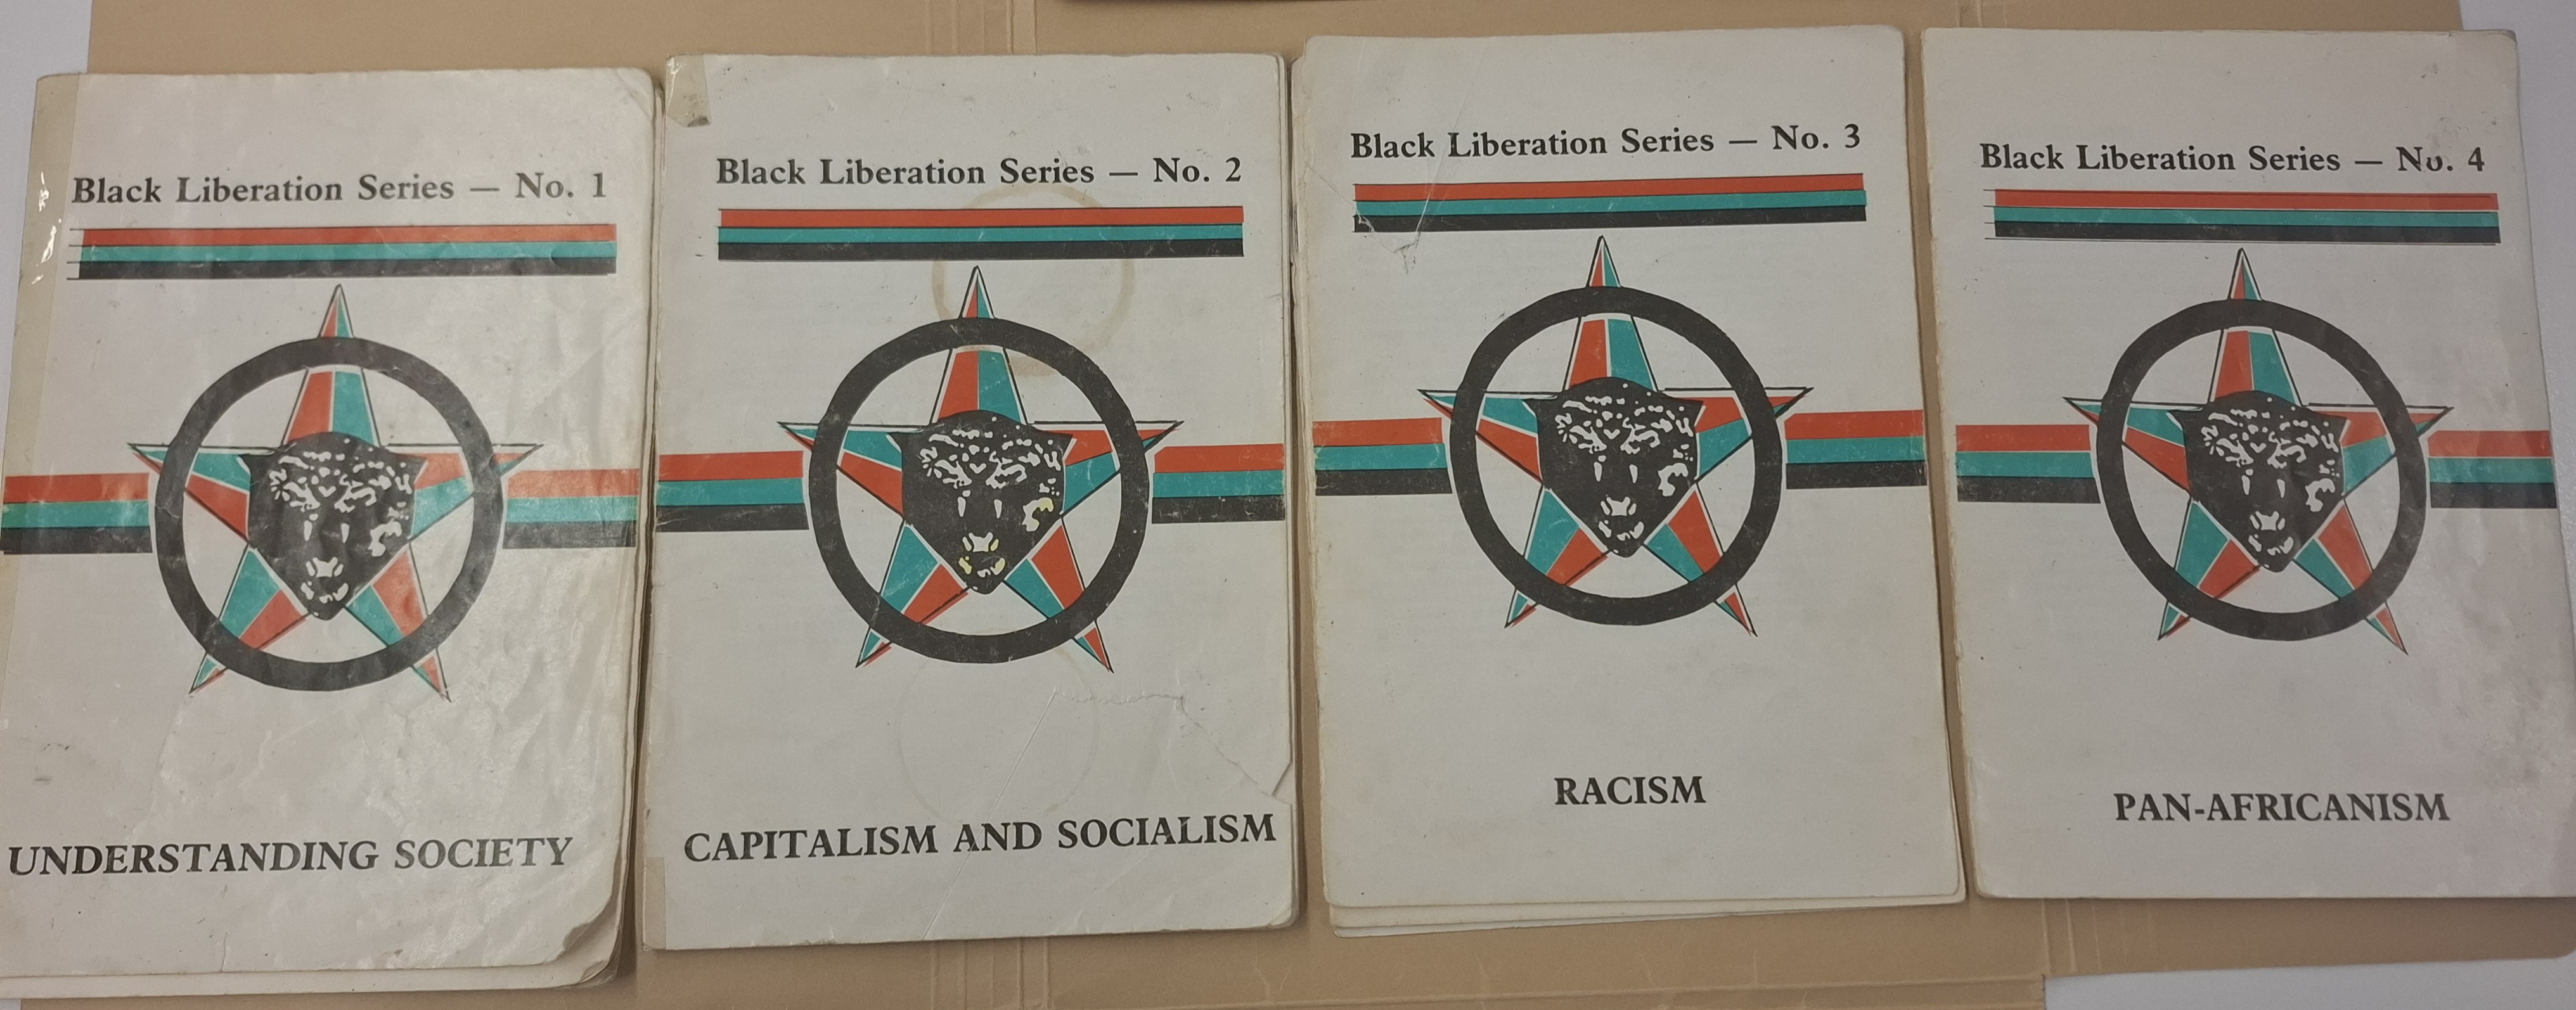 Black Liberation Series — No. 1
UNDERSTANDING SOCIETY
Black Liberation Series — No. 2
CAPITALISM AND SOCIALISM
Black Liberation Series — No. 3
RACISM
Black Liberation Series — No. 4
PAN-AFRICANISM